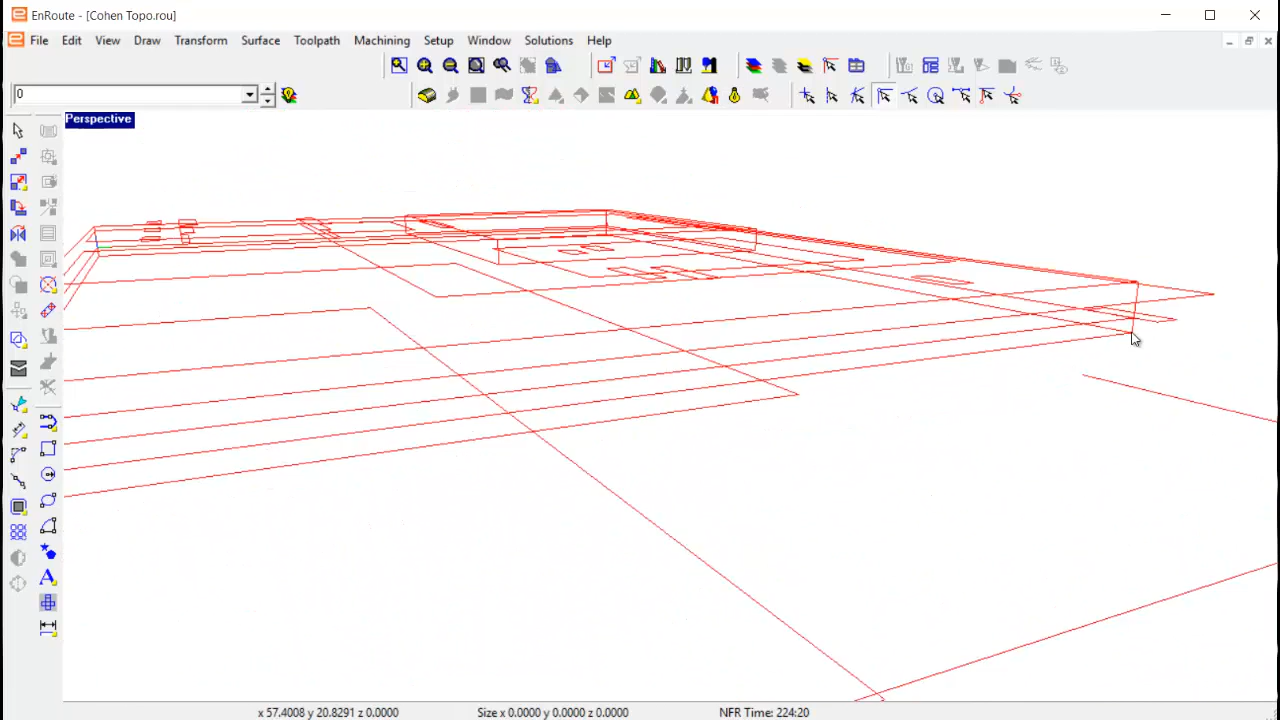 EnRoute - [Cohen Topo.rou]
File Edit View Draw Transform Surface Toolpath Machining Setup Window Solutions Help
0
Perspective
x 57.4008 y 20.8291 z 0.0000 Size x 0.0000 y 0.0000 z 0.0000 NFR Time: 224:20